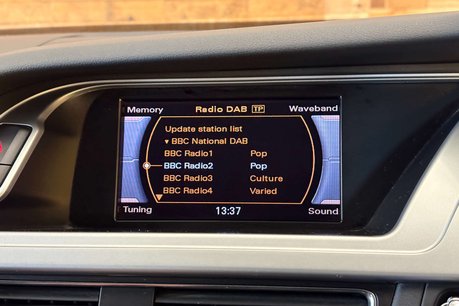 Memory Radio DAB TP Waveband
Update station list
▼ BBC National DAB
BBC Radio1 Pop
BBC Radio2 Pop
BBC Radio3 Culture
BBC Radio4 Varied
Tuning 13:37 Sound